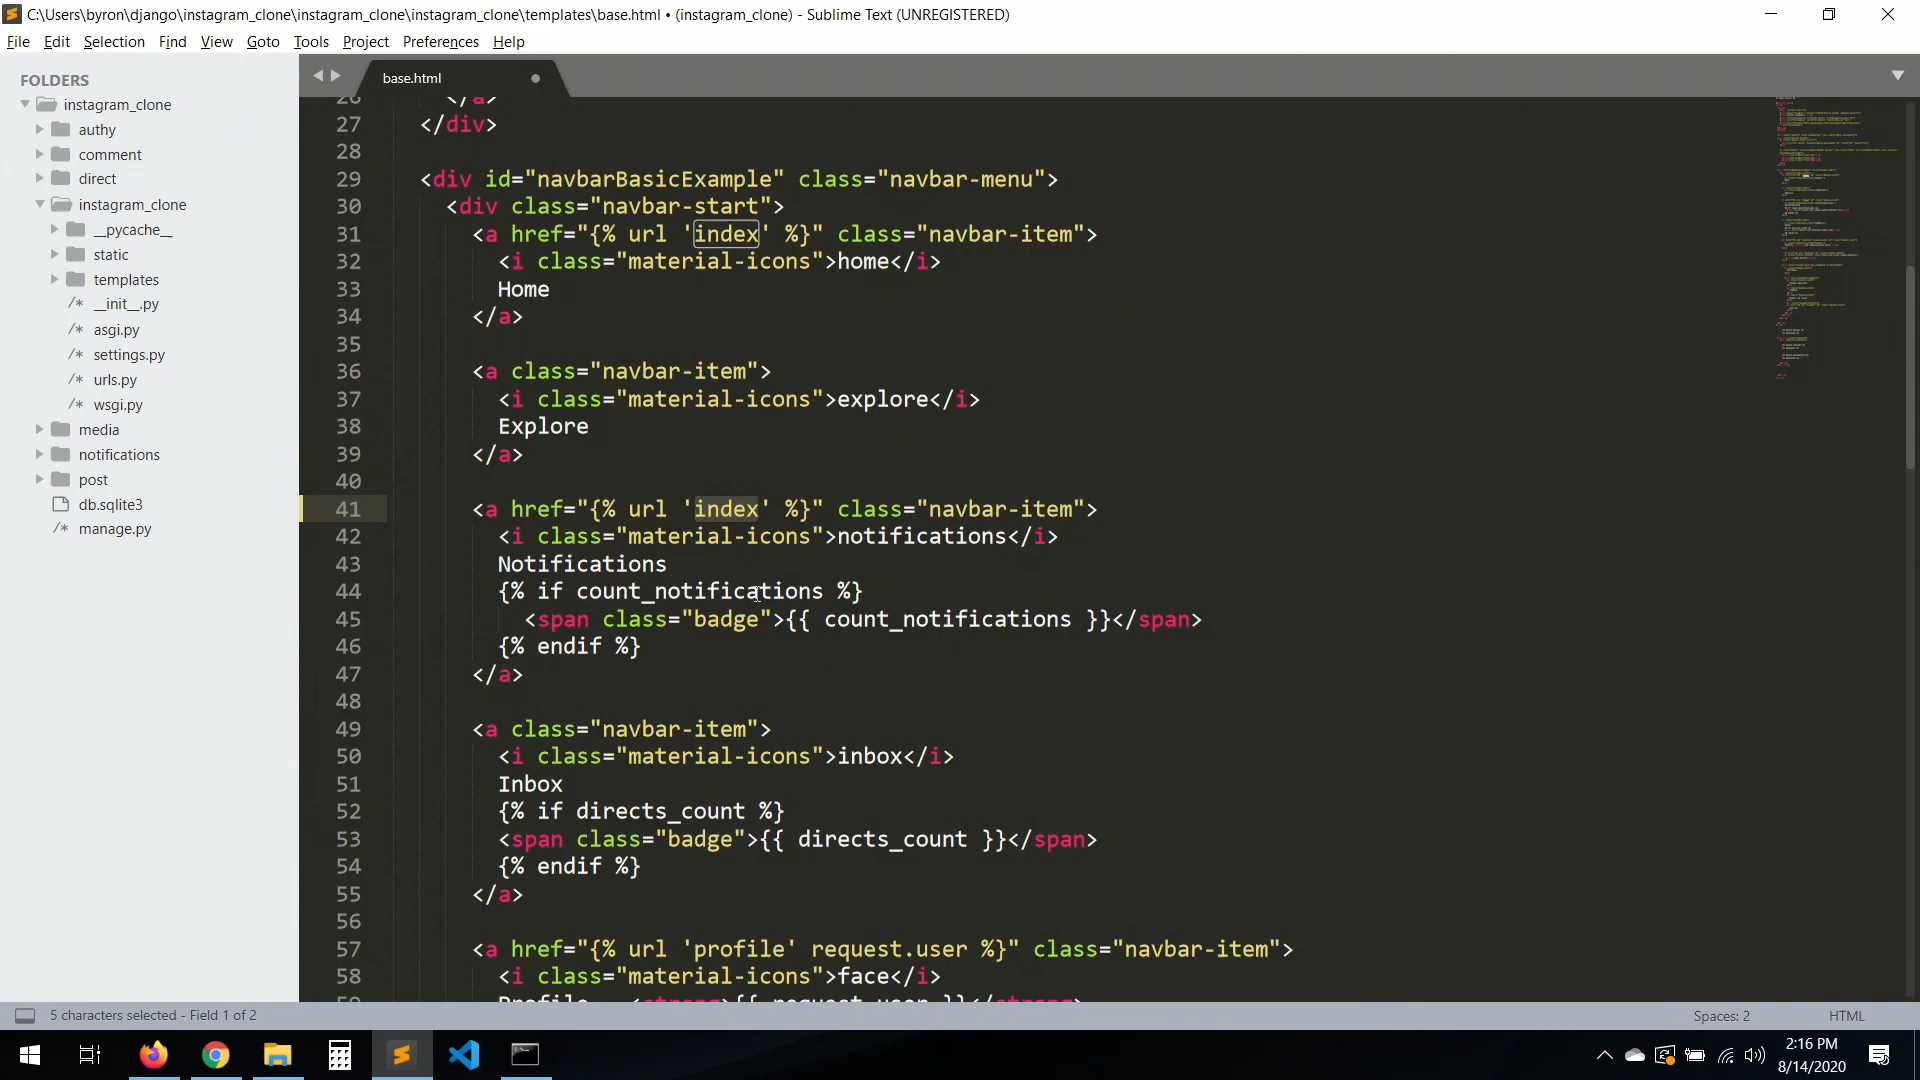 C:\Users\byron\django\instagram_clone\instagram_clone\instagram_clone\templates\base.html • (instagram_clone) - Sublime Text (UNREGISTERED)
File Edit Selection Find View Goto Tools Project Preferences Help
FOLDERS
instagram_clone
authy
comment
direct
instagram_clone
__pycache__
static
templates
/* __init__.py
/* asgi.py
/* settings.py
/* urls.py
/* wsgi.py
media
notifications
post
db.sqlite3
/* manage.py
base.html
26 </a>
27 </div>
28
29 <div id="navbarBasicExample" class="navbar-menu">
30 <div class="navbar-start">
31 <a href="{% url 'index' %}" class="navbar-item">
32 <i class="material-icons">home</i>
33 Home
34 </a>
35
36 <a class="navbar-item">
37 <i class="material-icons">explore</i>
38 Explore
39 </a>
40
41 <a href="{% url 'index' %}" class="navbar-item">
42 <i class="material-icons">notifications</i>
43 Notifications
44 {% if count_notifications %}
45 <span class="badge">{{ count_notifications }}</span>
46 {% endif %}
47 </a>
48
49 <a class="navbar-item">
50 <i class="material-icons">inbox</i>
51 Inbox
52 {% if directs_count %}
53 <span class="badge">{{ directs_count }}</span>
54 {% endif %}
55 </a>
56
57 <a href="{% url 'profile' request.user %}" class="navbar-item">
58 <i class="material-icons">face</i>
59 Profile <strong>{{ request.user }}</strong>
5 characters selected - Field 1 of 2
Spaces: 2
HTML
2:16 PM
8/14/2020